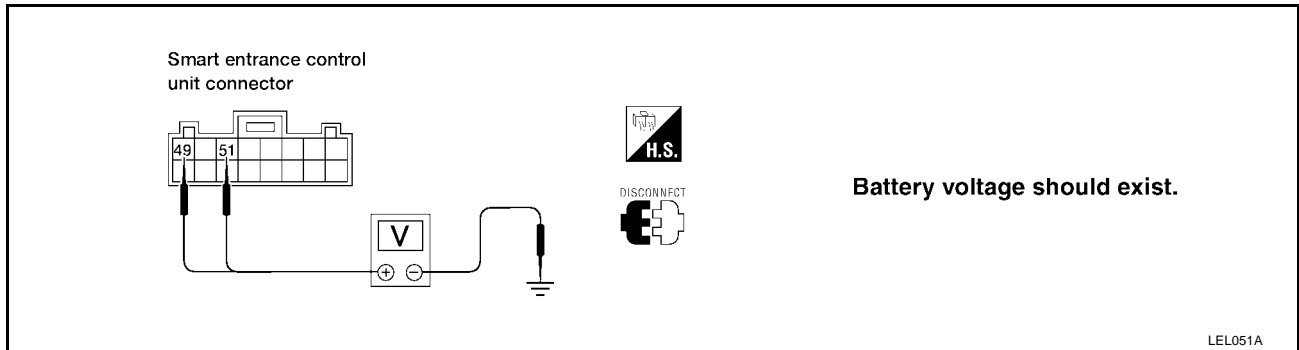 Smart entrance control
unit connector
49 51
H.S.
DISCONNECT
V
+ −
Battery voltage should exist.
LEL051A